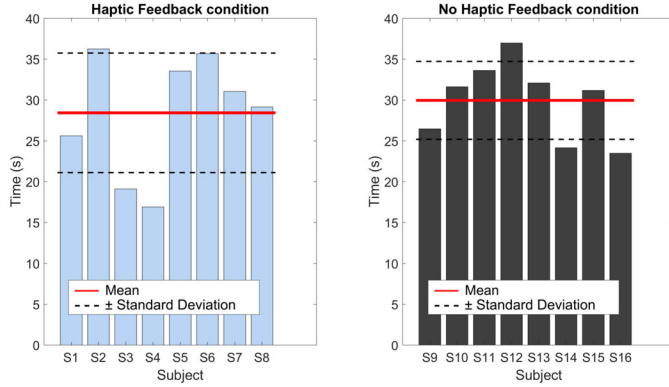 Haptic Feedback condition
40
35
30
25
20
15
10
5
0
Time (s)
Mean
± Standard Deviation
S1 S2 S3 S4 S5 S6 S7 S8
Subject
No Haptic Feedback condition
40
35
30
25
20
15
10
5
0
Time (s)
Mean
± Standard Deviation
S9 S10 S11 S12 S13 S14 S15 S16
Subject